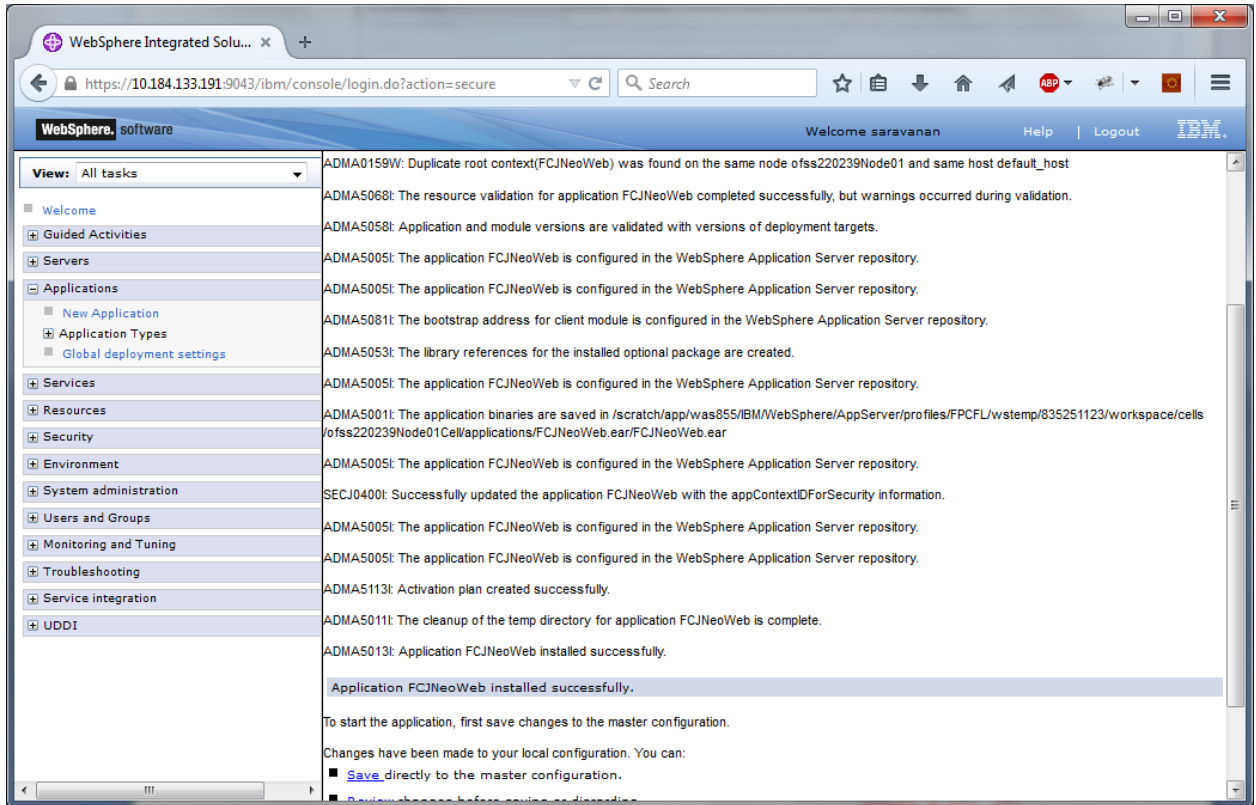 WebSphere Integrated Solu...
https://10.184.133.191:9043/ibm/console/login.do?action=secure
Search
ABP
WebSphere. software
Welcome saravanan
Help | Logout
IBM.
View: All tasks
Welcome
Guided Activities
Servers
Applications
New Application
Application Types
Global deployment settings
Services
Resources
Security
Environment
System administration
Users and Groups
Monitoring and Tuning
Troubleshooting
Service integration
UDDI
ADMA0159W: Duplicate root context(FCJNeoWeb) was found on the same node ofss220239Node01 and same host default_host
ADMA5068I: The resource validation for application FCJNeoWeb completed successfully, but warnings occurred during validation.
ADMA5058I: Application and module versions are validated with versions of deployment targets.
ADMA5005I: The application FCJNeoWeb is configured in the WebSphere Application Server repository.
ADMA5005I: The application FCJNeoWeb is configured in the WebSphere Application Server repository.
ADMA5081I: The bootstrap address for client module is configured in the WebSphere Application Server repository.
ADMA5053I: The library references for the installed optional package are created.
ADMA5005I: The application FCJNeoWeb is configured in the WebSphere Application Server repository.
ADMA5001I: The application binaries are saved in /scratch/app/was855/IBM/WebSphere/AppServer/profiles/FPCFL/wstemp/835251123/workspace/cells
/ofss220239Node01Cell/applications/FCJNeoWeb.ear/FCJNeoWeb.ear
ADMA5005I: The application FCJNeoWeb is configured in the WebSphere Application Server repository.
SECJ0400I: Successfully updated the application FCJNeoWeb with the appContextIDForSecurity information.
ADMA5005I: The application FCJNeoWeb is configured in the WebSphere Application Server repository.
ADMA5005I: The application FCJNeoWeb is configured in the WebSphere Application Server repository.
ADMA5113I: Activation plan created successfully.
ADMA5011I: The cleanup of the temp directory for application FCJNeoWeb is complete.
ADMA5013I: Application FCJNeoWeb installed successfully.
Application FCJNeoWeb installed successfully.
To start the application, first save changes to the master configuration.
Changes have been made to your local configuration. You can:
Save directly to the master configuration.
Review changes before saving or discarding